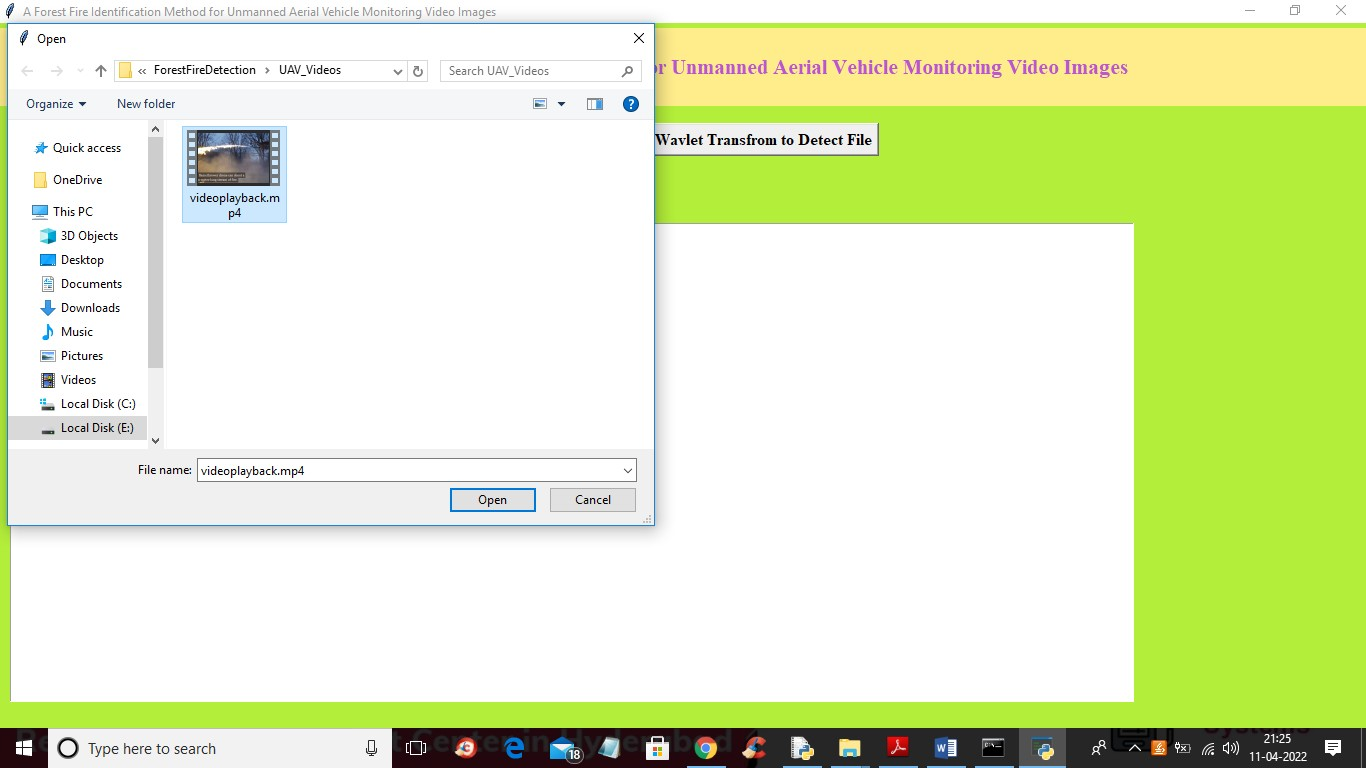 A Forest Fire Identification Method for Unmanned Aerial Vehicle Monitoring Video Images
Open
« ForestFireDetection › UAV_Videos
Search UAV_Videos
or Unmanned Aerial Vehicle Monitoring Video Images
Organize
New folder
Wavlet Transfrom to Detect File
Quick access
OneDrive
This PC
3D Objects
Desktop
Documents
Downloads
Music
Pictures
Videos
Local Disk (C:)
Local Disk (E:)
videoplayback.m
p4
File name:
videoplayback.mp4
Open
Cancel
Type here to search
18
21:25
11-04-2022